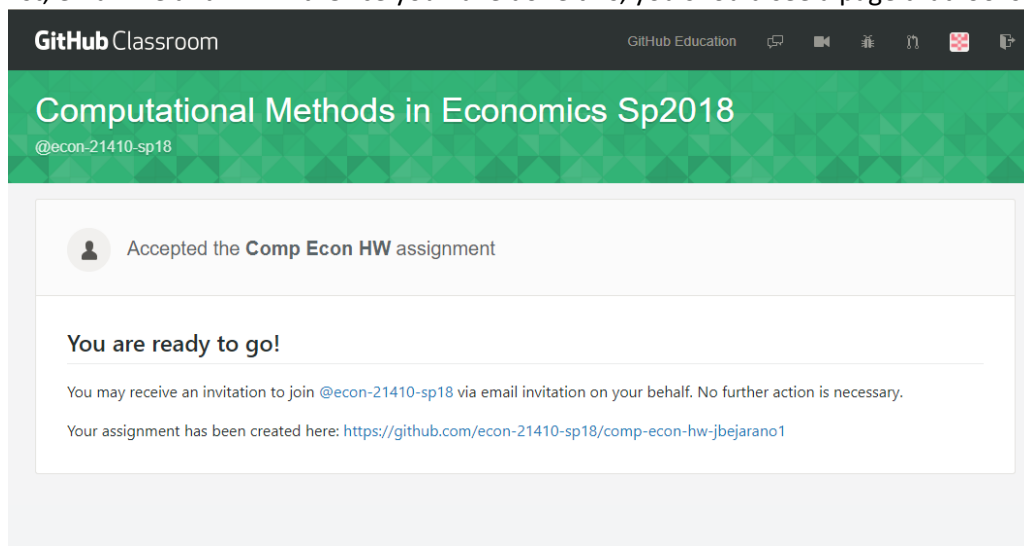 GitHub Classroom
GitHub Education
Computational Methods in Economics Sp2018
@econ-21410-sp18
Accepted the Comp Econ HW assignment
You are ready to go!
You may receive an invitation to join @econ-21410-sp18 via email invitation on your behalf. No further action is necessary.
Your assignment has been created here: https://github.com/econ-21410-sp18/comp-econ-hw-jbejarano1